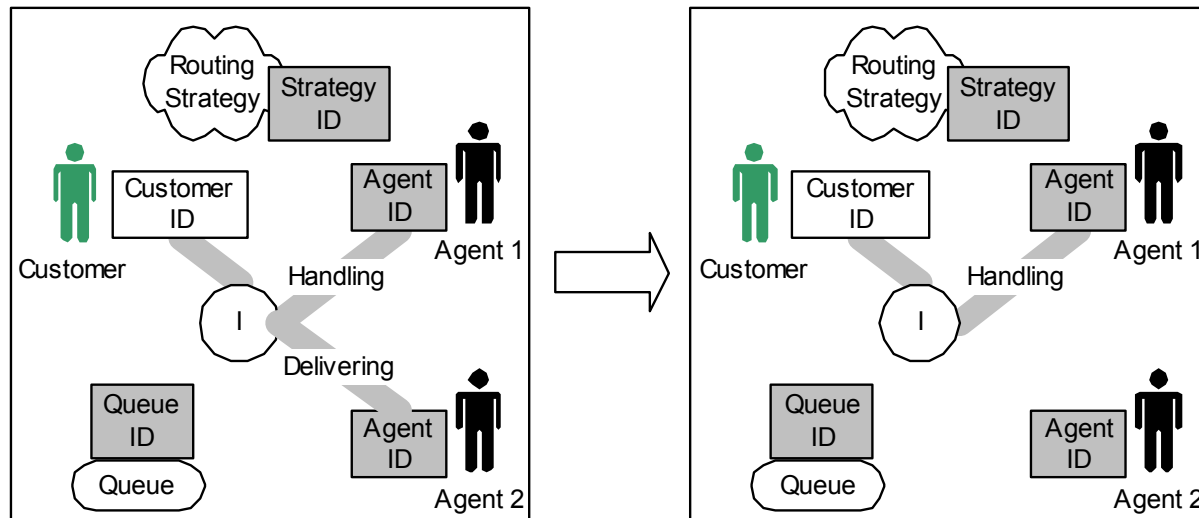 Routing
Strategy
Strategy
ID
Customer
ID
Agent
ID
Customer
Agent 1
Handling
I
Delivering
Queue
ID
Agent
ID
Queue
Agent 2
Routing
Strategy
Strategy
ID
Customer
ID
Agent
ID
Customer
Agent 1
Handling
I
Queue
ID
Agent
ID
Queue
Agent 2